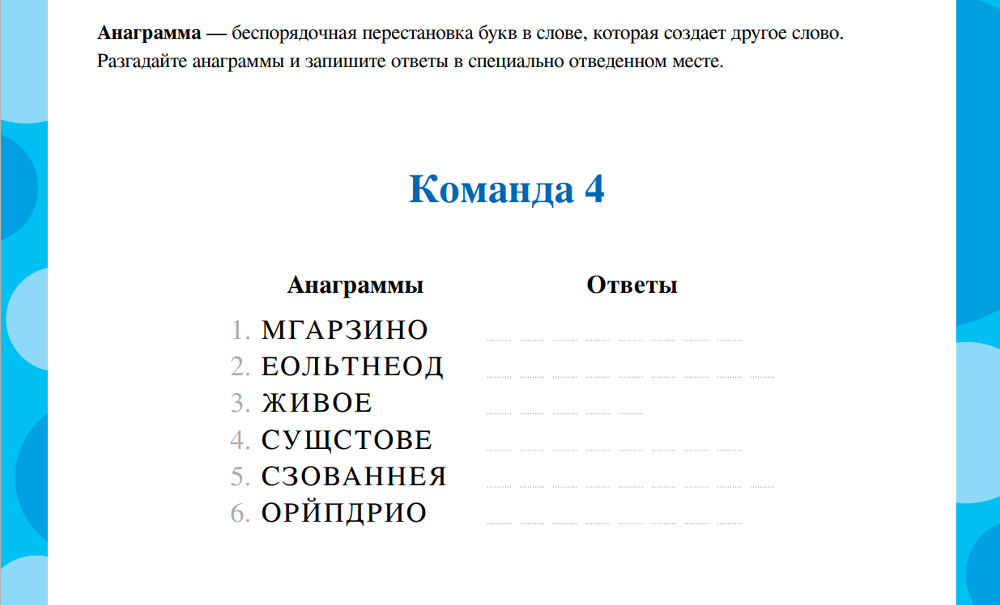 Анаграмма — беспорядочная перестановка букв в слове, которая создает другое слово.
Разгадайте анаграммы и запишите ответы в специально отведенном месте.
Команда 4
Анаграммы Ответы
1. МГАРЗИНО
2. ЕОЛЬТНЕОД
3. ЖИВОЕ
4. СУЩСТОВЕ
5. СЗОВАННЕЯ
6. ОРЙПДРИО